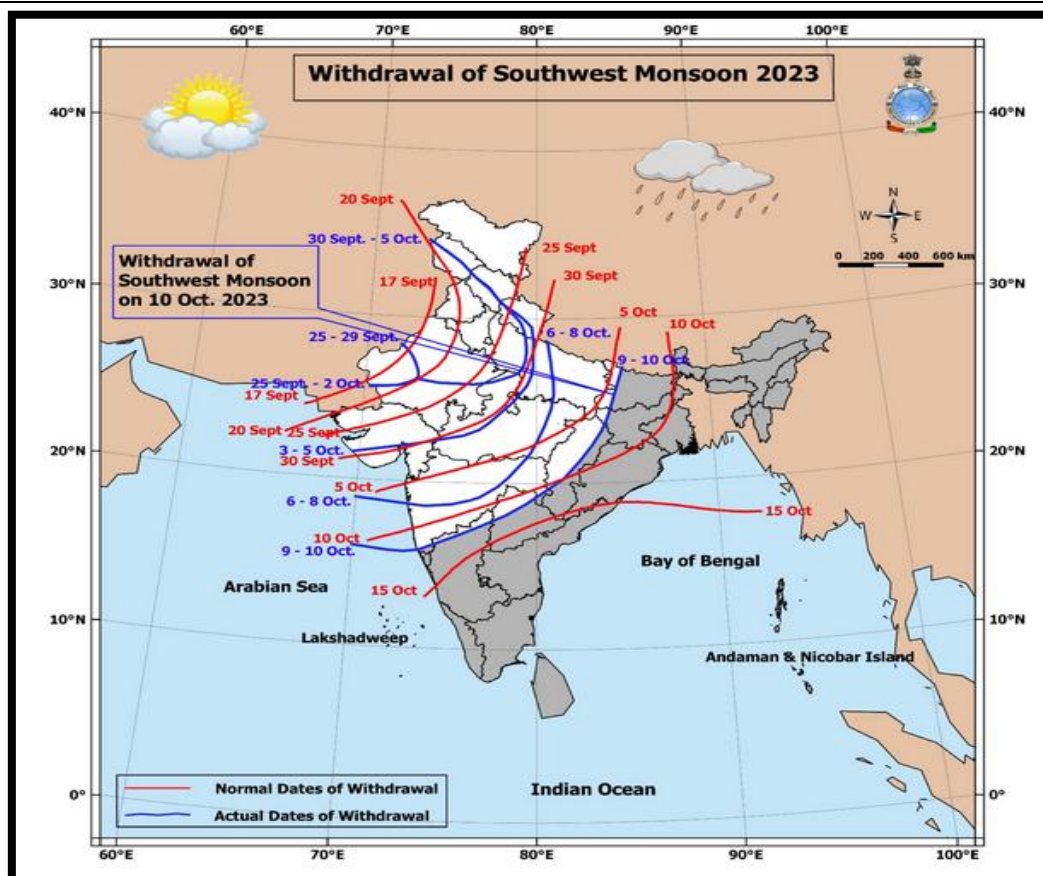 60°E 70°E 80°E 90°E 100°E
Withdrawal of Southwest Monsoon 2023
40°N 40°N
N
W E
S
20 Sept
30 Sept. - 5 Oct.
25 Sept
0 200 400 600 km
Withdrawal of
Southwest Monsoon
on 10 Oct. 2023
17 Sept
30 Sept
30°N 30°N
5 Oct
10 Oct
25 - 29 Sept.
6 - 8 Oct.
9 - 10 Oct.
25 Sept. - 2 Oct.
17 Sept
20 Sept
25 Sept
20°N 20°N
3 - 5 Oct.
30 Sept
5 Oct
6 - 8 Oct.
15 Oct
10 Oct
9 - 10 Oct.
Bay of Bengal
Arabian Sea
15 Oct
10°N 10°N
Lakshadweep
Andaman & Nicobar Island
Normal Dates of Withdrawal
Indian Ocean
0° 0°
Actual Dates of Withdrawal
60°E 70°E 80°E 90°E 100°E